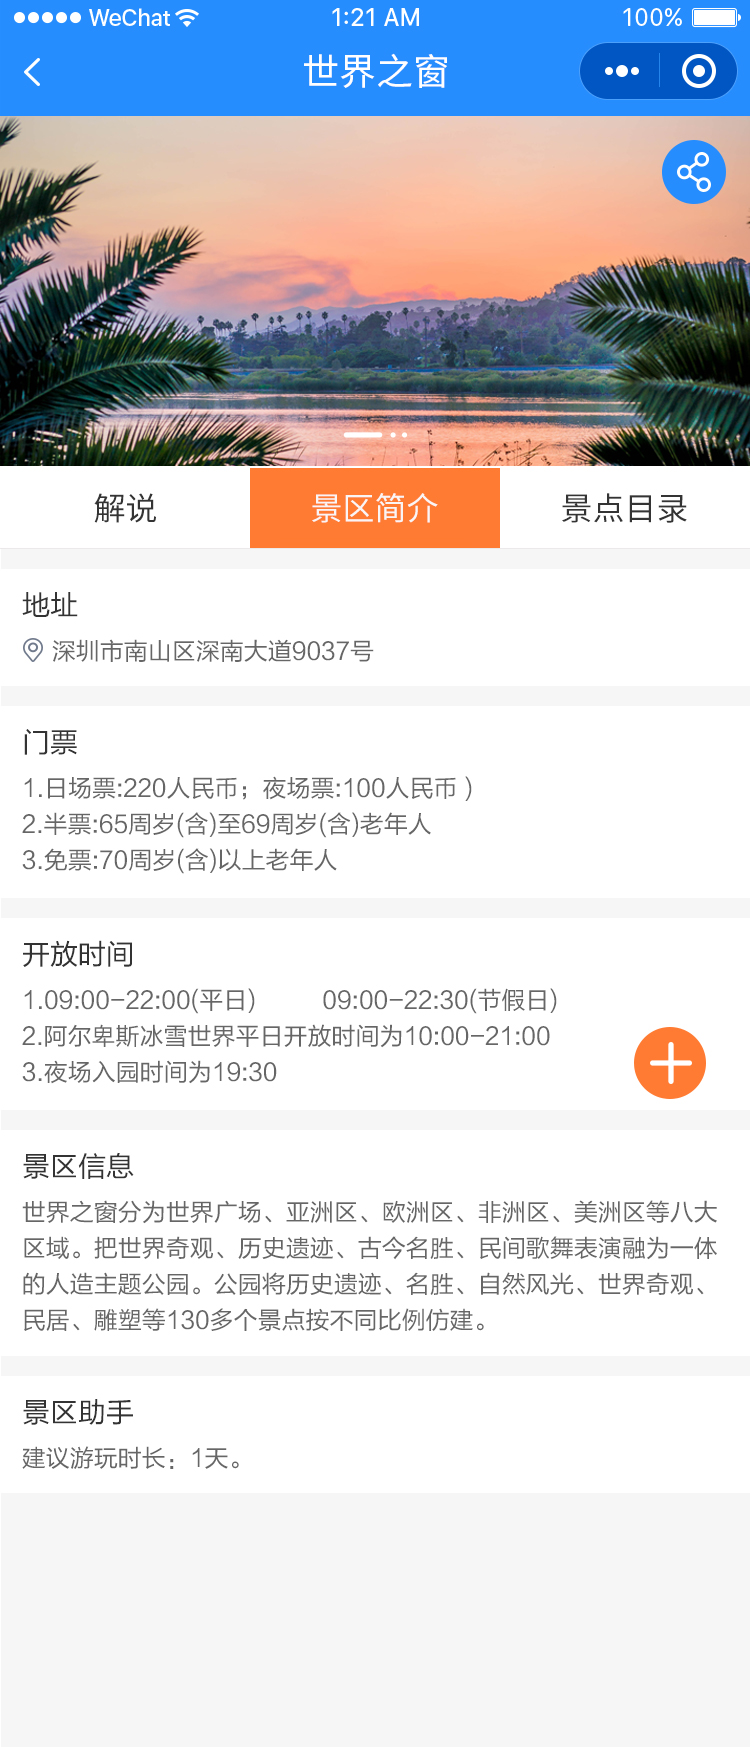 WeChat
1:21 AM
100%
世界之窗
解说
景区简介
景点目录
地址
深圳市南山区深南大道9037号
门票
1.日场票:220人民币；夜场票:100人民币 )
2.半票:65周岁(含)至69周岁(含)老年人
3.免票:70周岁(含)以上老年人
开放时间
1.09:00-22:00(平日) 09:00-22:30(节假日)
2.阿尔卑斯冰雪世界平日开放时间为10:00-21:00
3.夜场入园时间为19:30
景区信息
世界之窗分为世界广场、亚洲区、欧洲区、非洲区、美洲区等八大
区域。把世界奇观、历史遗迹、古今名胜、民间歌舞表演融为一体
的人造主题公园。公园将历史遗迹、名胜、自然风光、世界奇观、
民居、雕塑等130多个景点按不同比例仿建。
景区助手
建议游玩时长：1天。